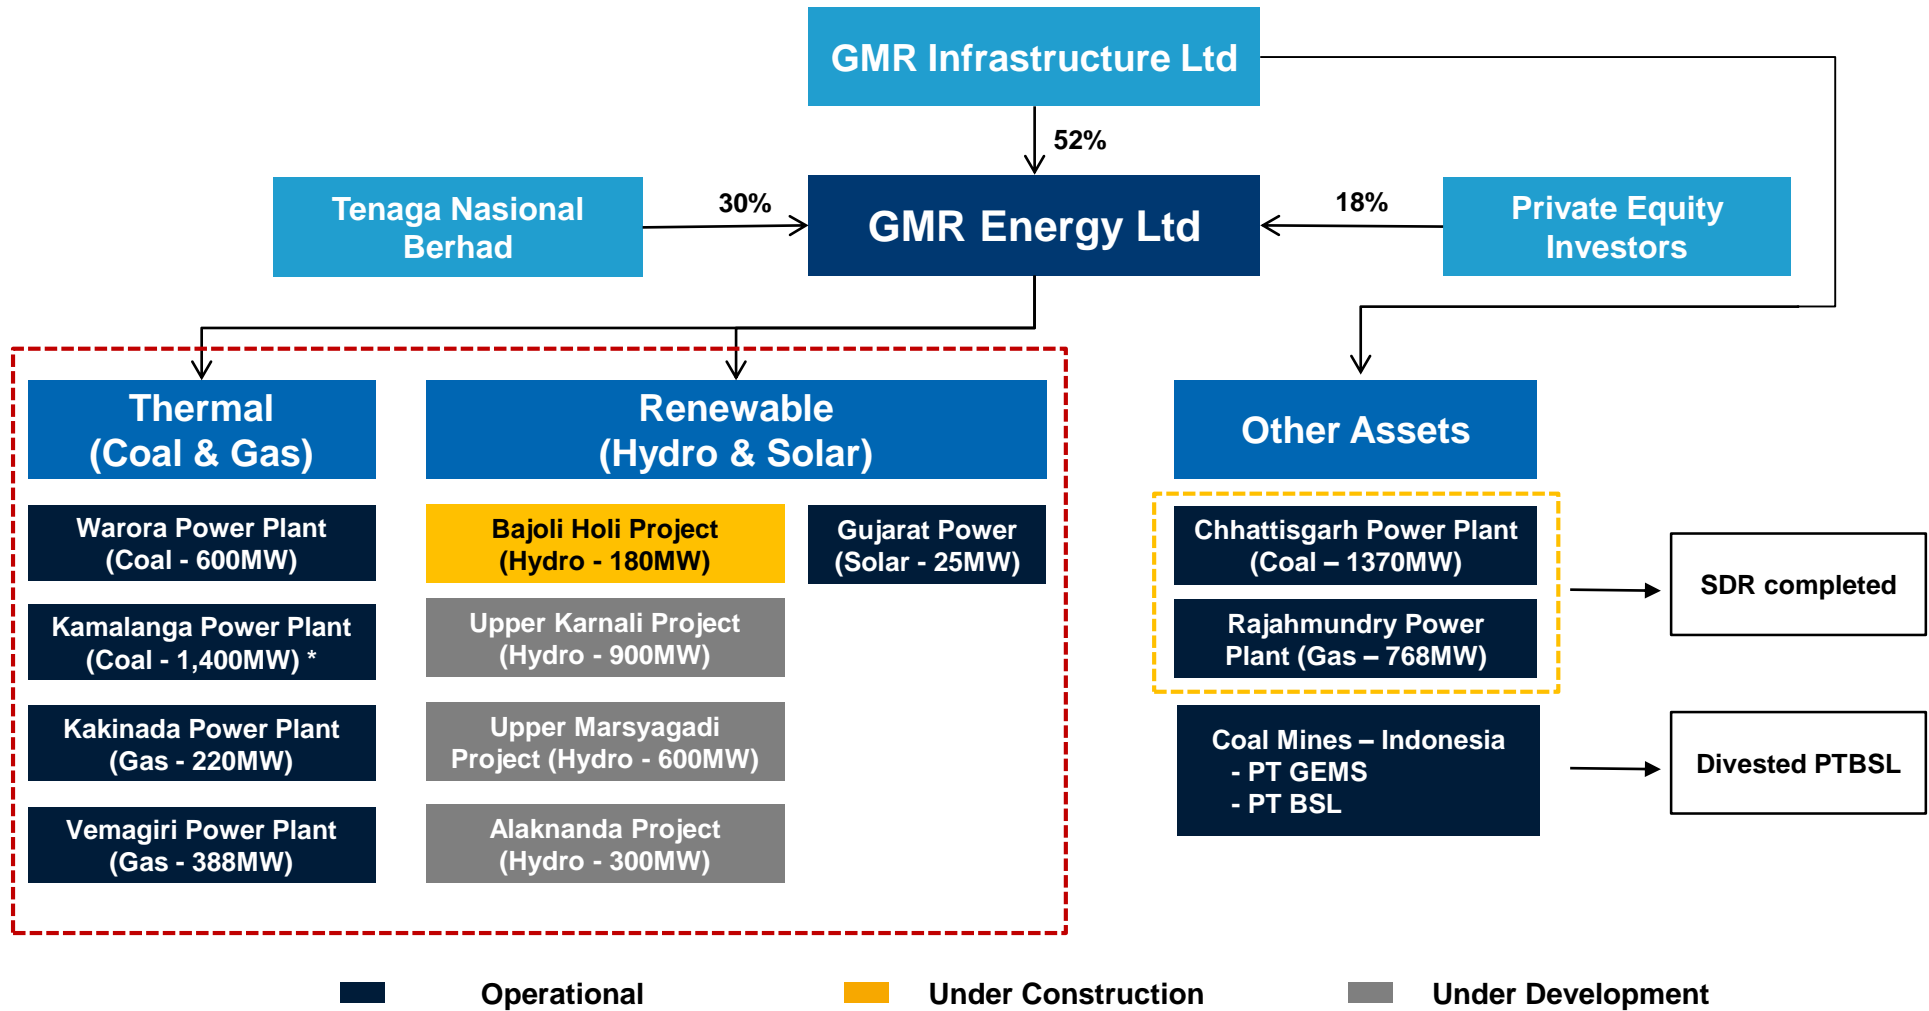 GMR Infrastructure Ltd
52%
Tenaga Nasional
Berhad
30%
GMR Energy Ltd
18%
Private Equity
Investors
Thermal
(Coal & Gas)
Renewable
(Hydro & Solar)
Other Assets
Warora Power Plant
(Coal - 600MW)
Kamalanga Power Plant
(Coal - 1,400MW) *
Kakinada Power Plant
(Gas - 220MW)
Vemagiri Power Plant
(Gas - 388MW)
Bajoli Holi Project
(Hydro - 180MW)
Upper Karnali Project
(Hydro - 900MW)
Upper Marsyagadi
Project (Hydro - 600MW)
Alaknanda Project
(Hydro - 300MW)
Gujarat Power
(Solar - 25MW)
Chhattisgarh Power Plant
(Coal – 1370MW)
Rajahmundry Power
Plant (Gas – 768MW)
SDR completed
Coal Mines – Indonesia
- PT GEMS
- PT BSL
Divested PTBSL
Operational
Under Construction
Under Development